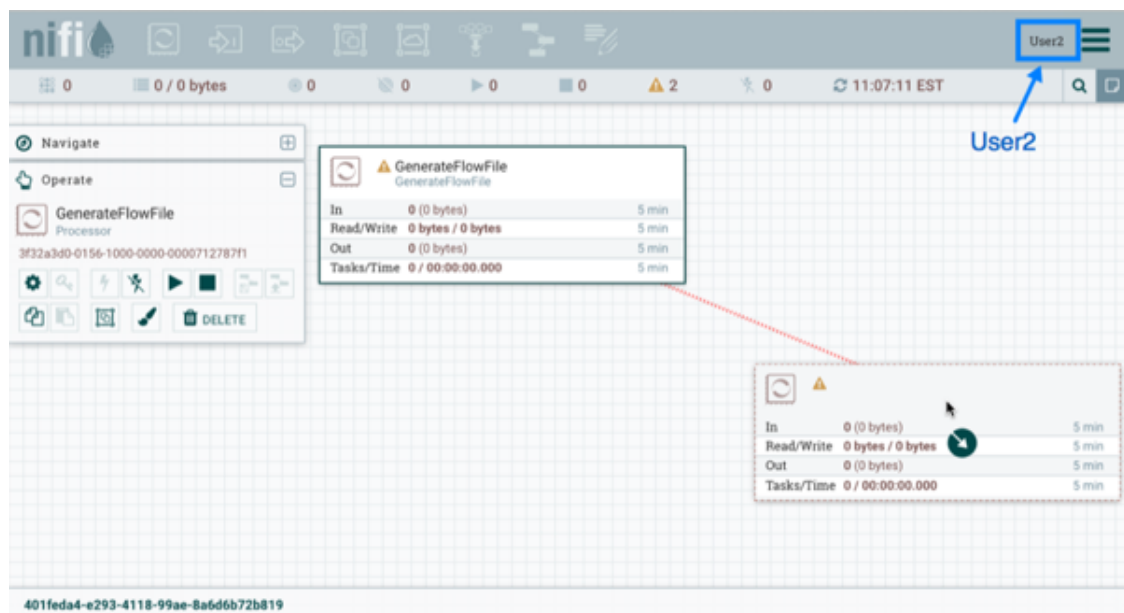 nifi
User2
0
0 / 0 bytes
0
0
0
0
2
0
11:07:11 EST
User2
Navigate
Operate
GenerateFlowFile
Processor
3f32a3d0-0156-1000-0000-0000712787f1
DELETE
GenerateFlowFile
GenerateFlowFile
In 0 (0 bytes) 5 min
Read/Write 0 bytes / 0 bytes 5 min
Out 0 (0 bytes) 5 min
Tasks/Time 0 / 00:00:00.000 5 min
In 0 (0 bytes) 5 min
Read/Write 0 bytes / 0 bytes 5 min
Out 0 (0 bytes) 5 min
Tasks/Time 0 / 00:00:00.000 5 min
401feda4-e293-4118-99ae-8a6d6b72b819